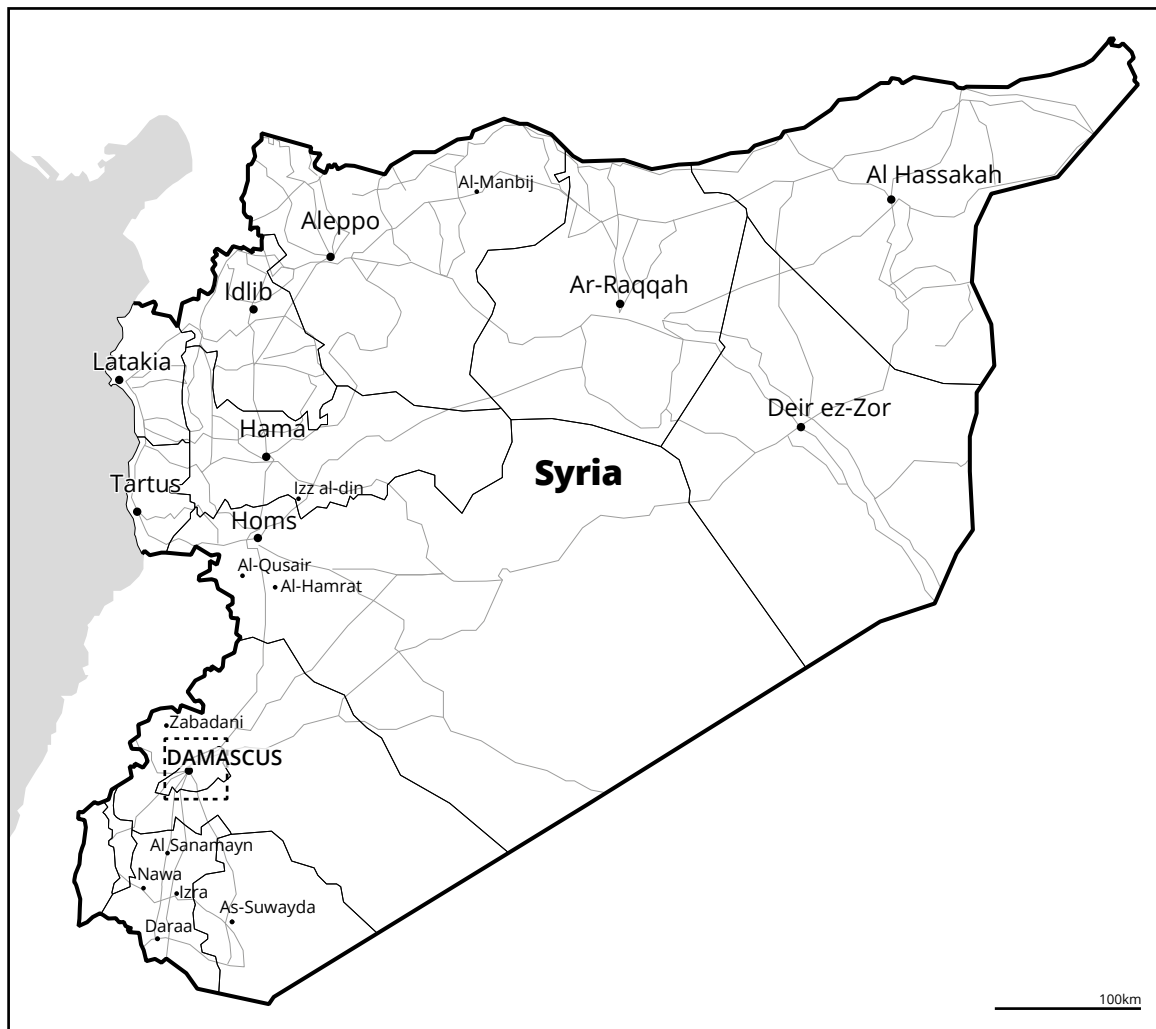 Al-Manbij
Al Hassakah
Aleppo
Idlib
Ar-Raqqah
Latakia
Deir ez-Zor
Hama
Syria
Tartus
Izz al-din
Homs
Al-Qusair
Al-Hamrat
Zabadani
DAMASCUS
Al Sanamayn
Nawa
Izra
As-Suwayda
Daraa
100km